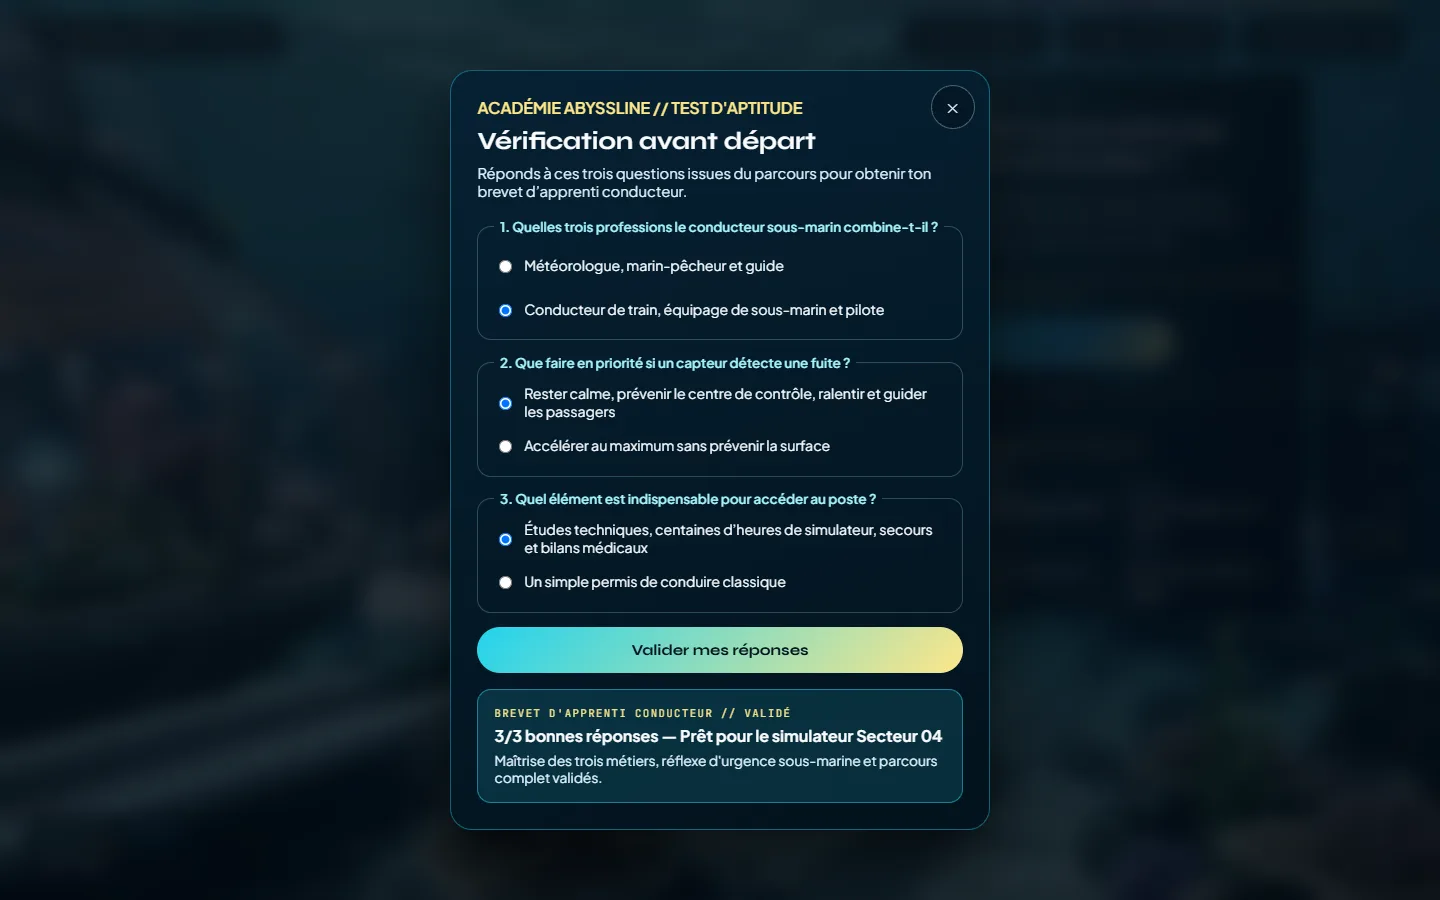 ACADÉMIE ABYSSLINE // TEST D'APTITUDE
×
Vérification avant départ
Réponds à ces trois questions issues du parcours pour obtenir ton
brevet d’apprenti conducteur.
1. Quelles trois professions le conducteur sous-marin combine-t-il ?
Météorologue, marin-pêcheur et guide
Conducteur de train, équipage de sous-marin et pilote
2. Que faire en priorité si un capteur détecte une fuite ?
Rester calme, prévenir le centre de contrôle, ralentir et guider
les passagers
Accélérer au maximum sans prévenir la surface
3. Quel élément est indispensable pour accéder au poste ?
Études techniques, centaines d’heures de simulateur, secours
et bilans médicaux
Un simple permis de conduire classique
Valider mes réponses
BREVET D'APPRENTI CONDUCTEUR // VALIDÉ
3/3 bonnes réponses — Prêt pour le simulateur Secteur 04
Maîtrise des trois métiers, réflexe d'urgence sous-marine et parcours
complet validés.